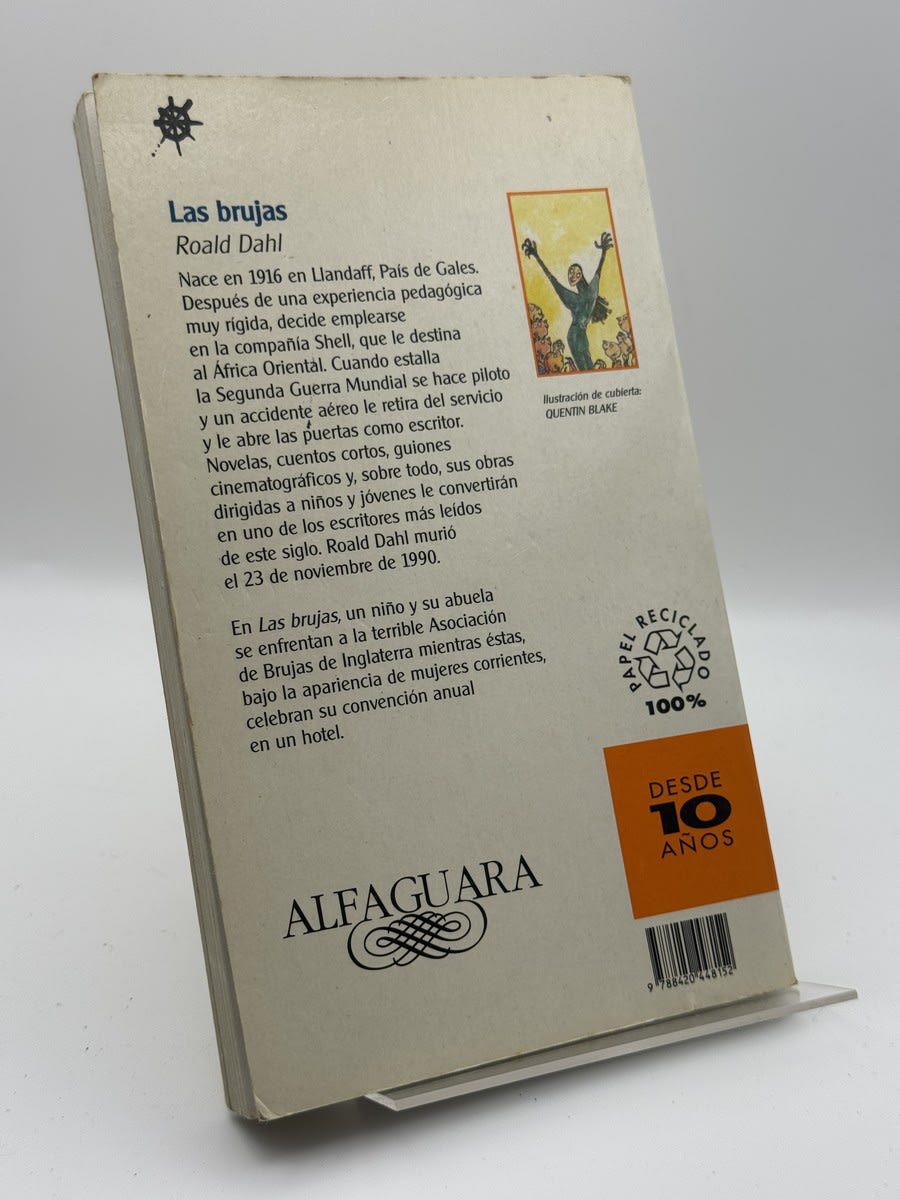 Las brujas
Roald Dahl
Nace en 1916 en Llandaff, País de Gales.
Después de una experiencia pedagógica
muy rígida, decide emplearse
en la compañía Shell, que le destina
al África Oriental. Cuando estalla
la Segunda Guerra Mundial se hace piloto
y un accidente aéreo le retira del servicio
y le abre las puertas como escritor.
Novelas, cuentos cortos, guiones
cinematográficos y, sobre todo, sus obras
dirigidas a niños y jóvenes le convertirán
en uno de los escritores más leídos
de este siglo. Roald Dahl murió
el 23 de noviembre de 1990.
En Las brujas, un niño y su abuela
se enfrentan a la terrible Asociación
de Brujas de Inglaterra mientras éstas,
bajo la apariencia de mujeres corrientes,
celebran su convención anual
en un hotel.
Ilustración de cubierta:
QUENTIN BLAKE
PAPEL RECICLADO
100%
DESDE
10
AÑOS
ALFAGUARA
9 788420 448152